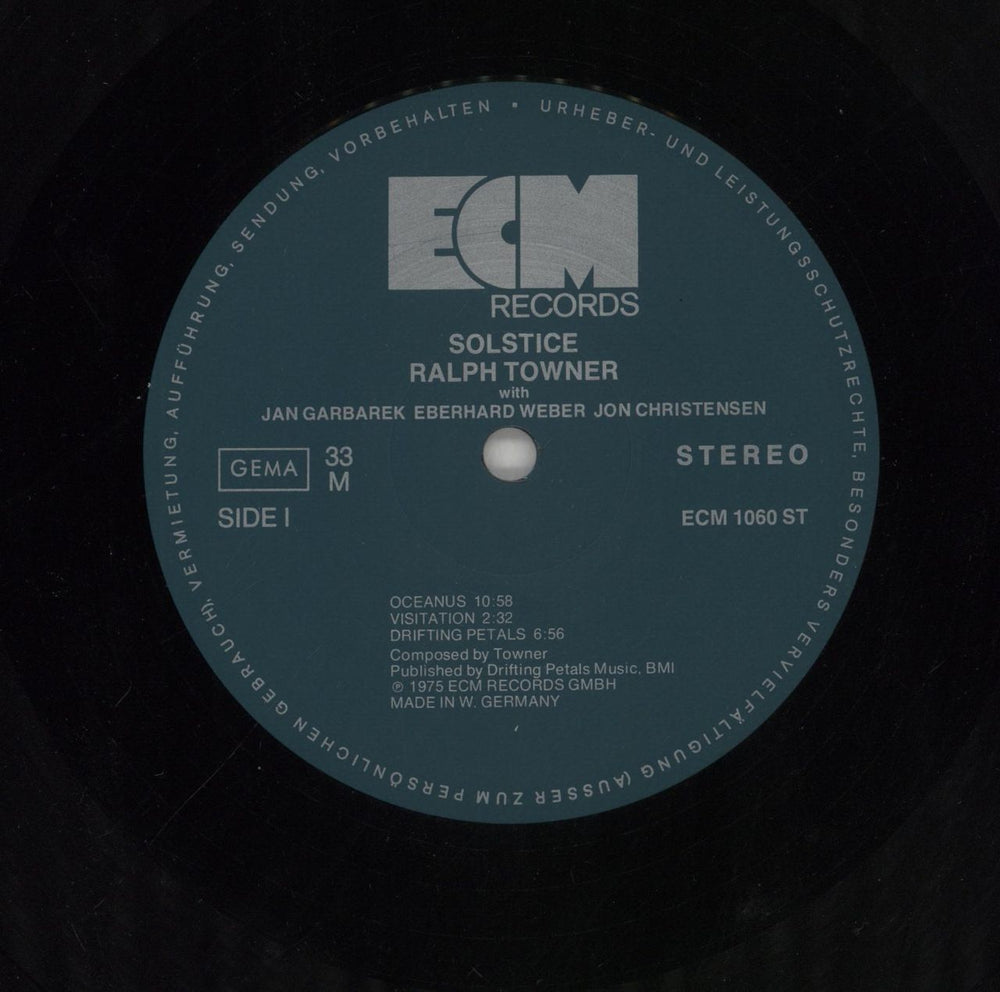 URHEBER- UND LEISTUNGSSCHUTZRECHTE, BESONDERS VERVIELFÄLTIGUNG (AUSSER ZUM PERSÖNLICHEN GEBRAUCH), VERMIETUNG, AUFFÜHRUNG, SENDUNG, VORBEHALTEN •
ECM
RECORDS
SOLSTICE
RALPH TOWNER
with
JAN GARBAREK EBERHARD WEBER JON CHRISTENSEN
GEMA 33 STEREO
M
SIDE I ECM 1060 ST
OCEANUS 10:58
VISITATION 2:32
DRIFTING PETALS 6:56
Composed by Towner
Published by Drifting Petals Music, BMI
℗ 1975 ECM RECORDS GMBH
MADE IN W. GERMANY